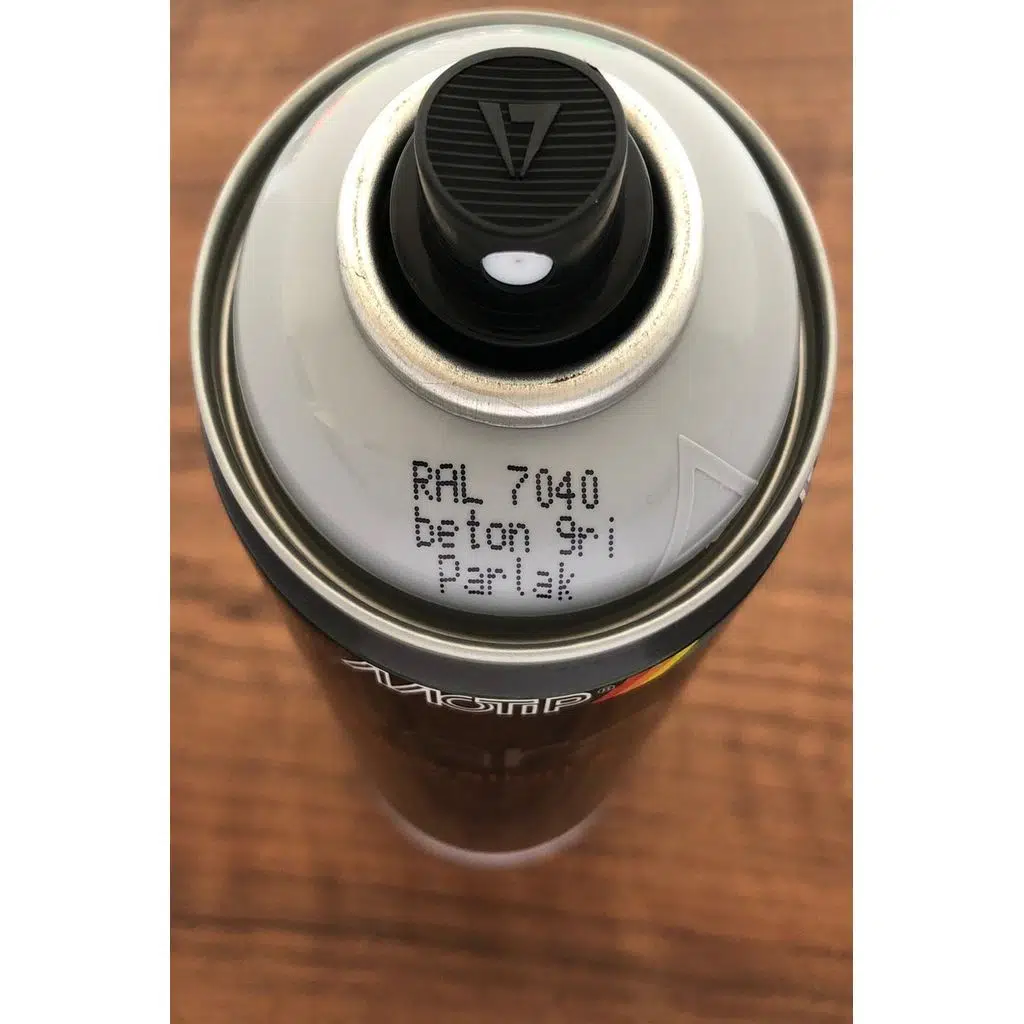 RAL 7040
beton gri
Parlak
MOTIP®